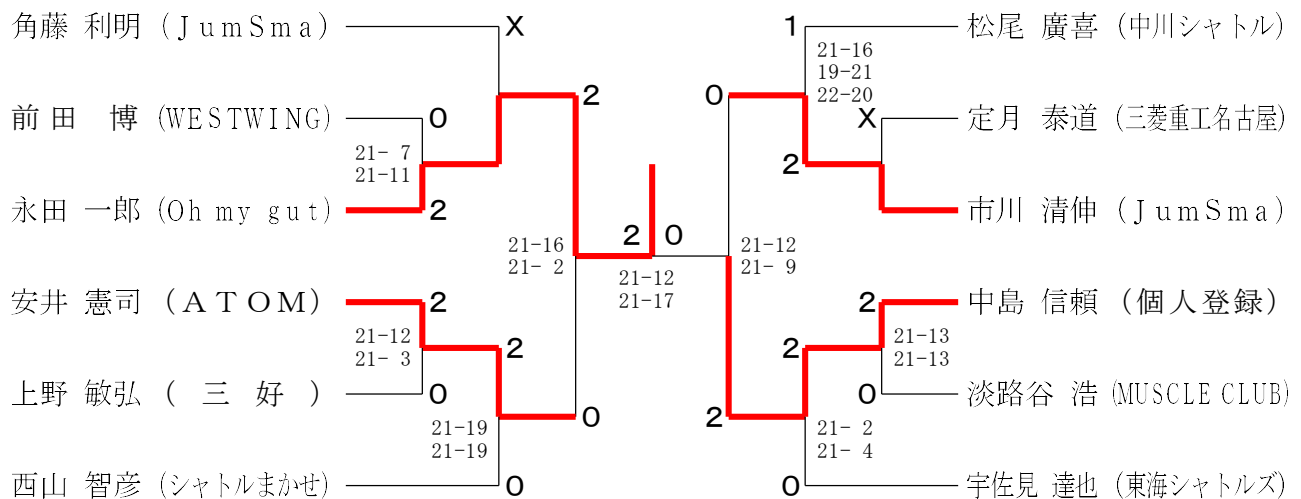 角藤 利明 (JumSma)
X
2
前田 博 (WESTWING)
0
21- 7
21-11
永田 一郎 (Oh my gut)
2
21-16
21- 2
安井 憲司 (ATOM)
2
21-12
21- 3
2
上野 敏弘 ( 三 好 )
0
0
21-19
21-19
西山 智彦 (シャトルまかせ)
0
2
0
21-12
21-17
1
松尾 廣喜 (中川シャトル)
21-16
19-21
22-20
0
X
定月 泰道 (三菱重工名古屋)
2
市川 清伸 (JumSma)
21-12
21- 9
2
中島 信頼 (個人登録)
21-13
21-13
2
0
淡路谷 浩 (MUSCLE CLUB)
2
21- 2
21- 4
0
宇佐見 達也 (東海シャトルズ)